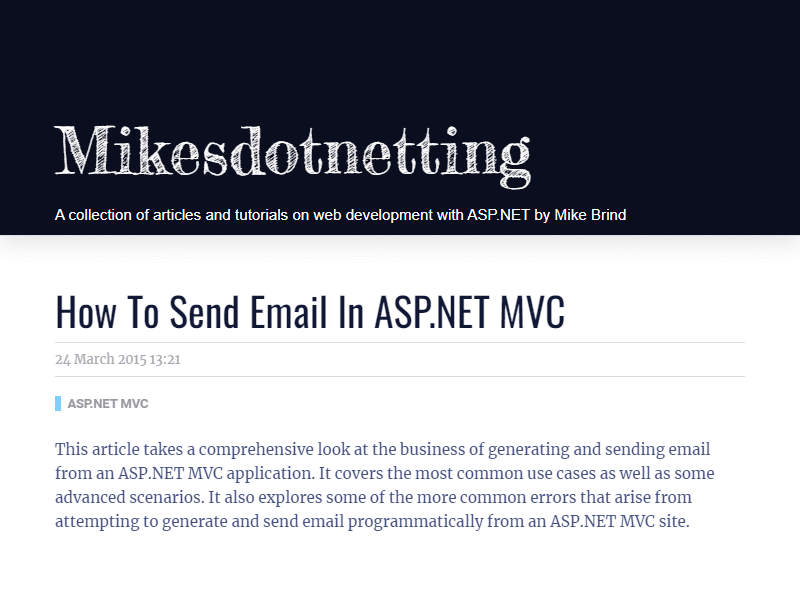 Mikesdotnetting
A collection of articles and tutorials on web development with ASP.NET by Mike Brind
How To Send Email In ASP.NET MVC
24 March 2015 13:21
ASP.NET MVC
This article takes a comprehensive look at the business of generating and sending email
from an ASP.NET MVC application. It covers the most common use cases as well as some
advanced scenarios. It also explores some of the more common errors that arise from
attempting to generate and send email programmatically from an ASP.NET MVC site.